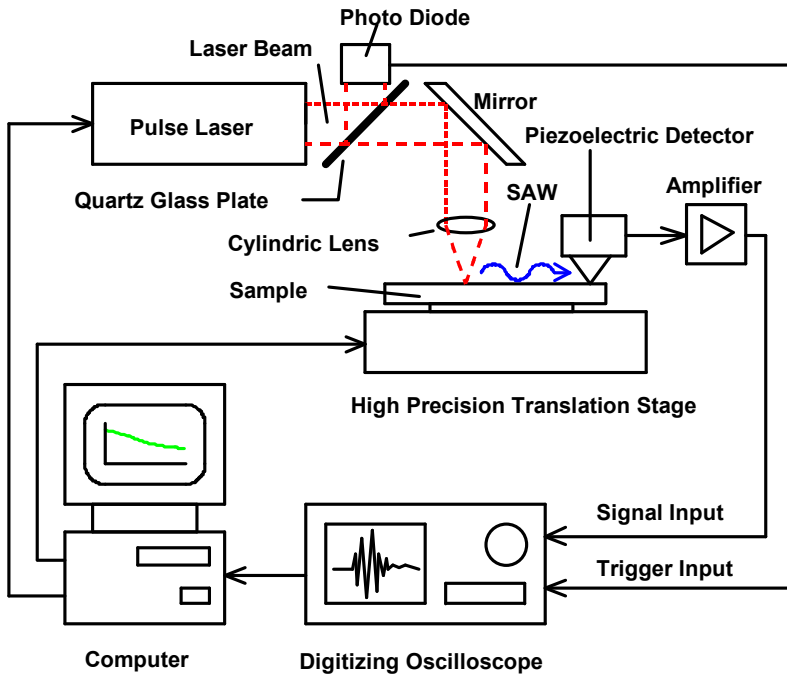 Photo Diode
Laser Beam
Mirror
Pulse Laser
Piezoelectric Detector
Quartz Glass Plate
SAW
Amplifier
Cylindric Lens
Sample
High Precision Translation Stage
Signal Input
Trigger Input
Computer
Digitizing Oscilloscope